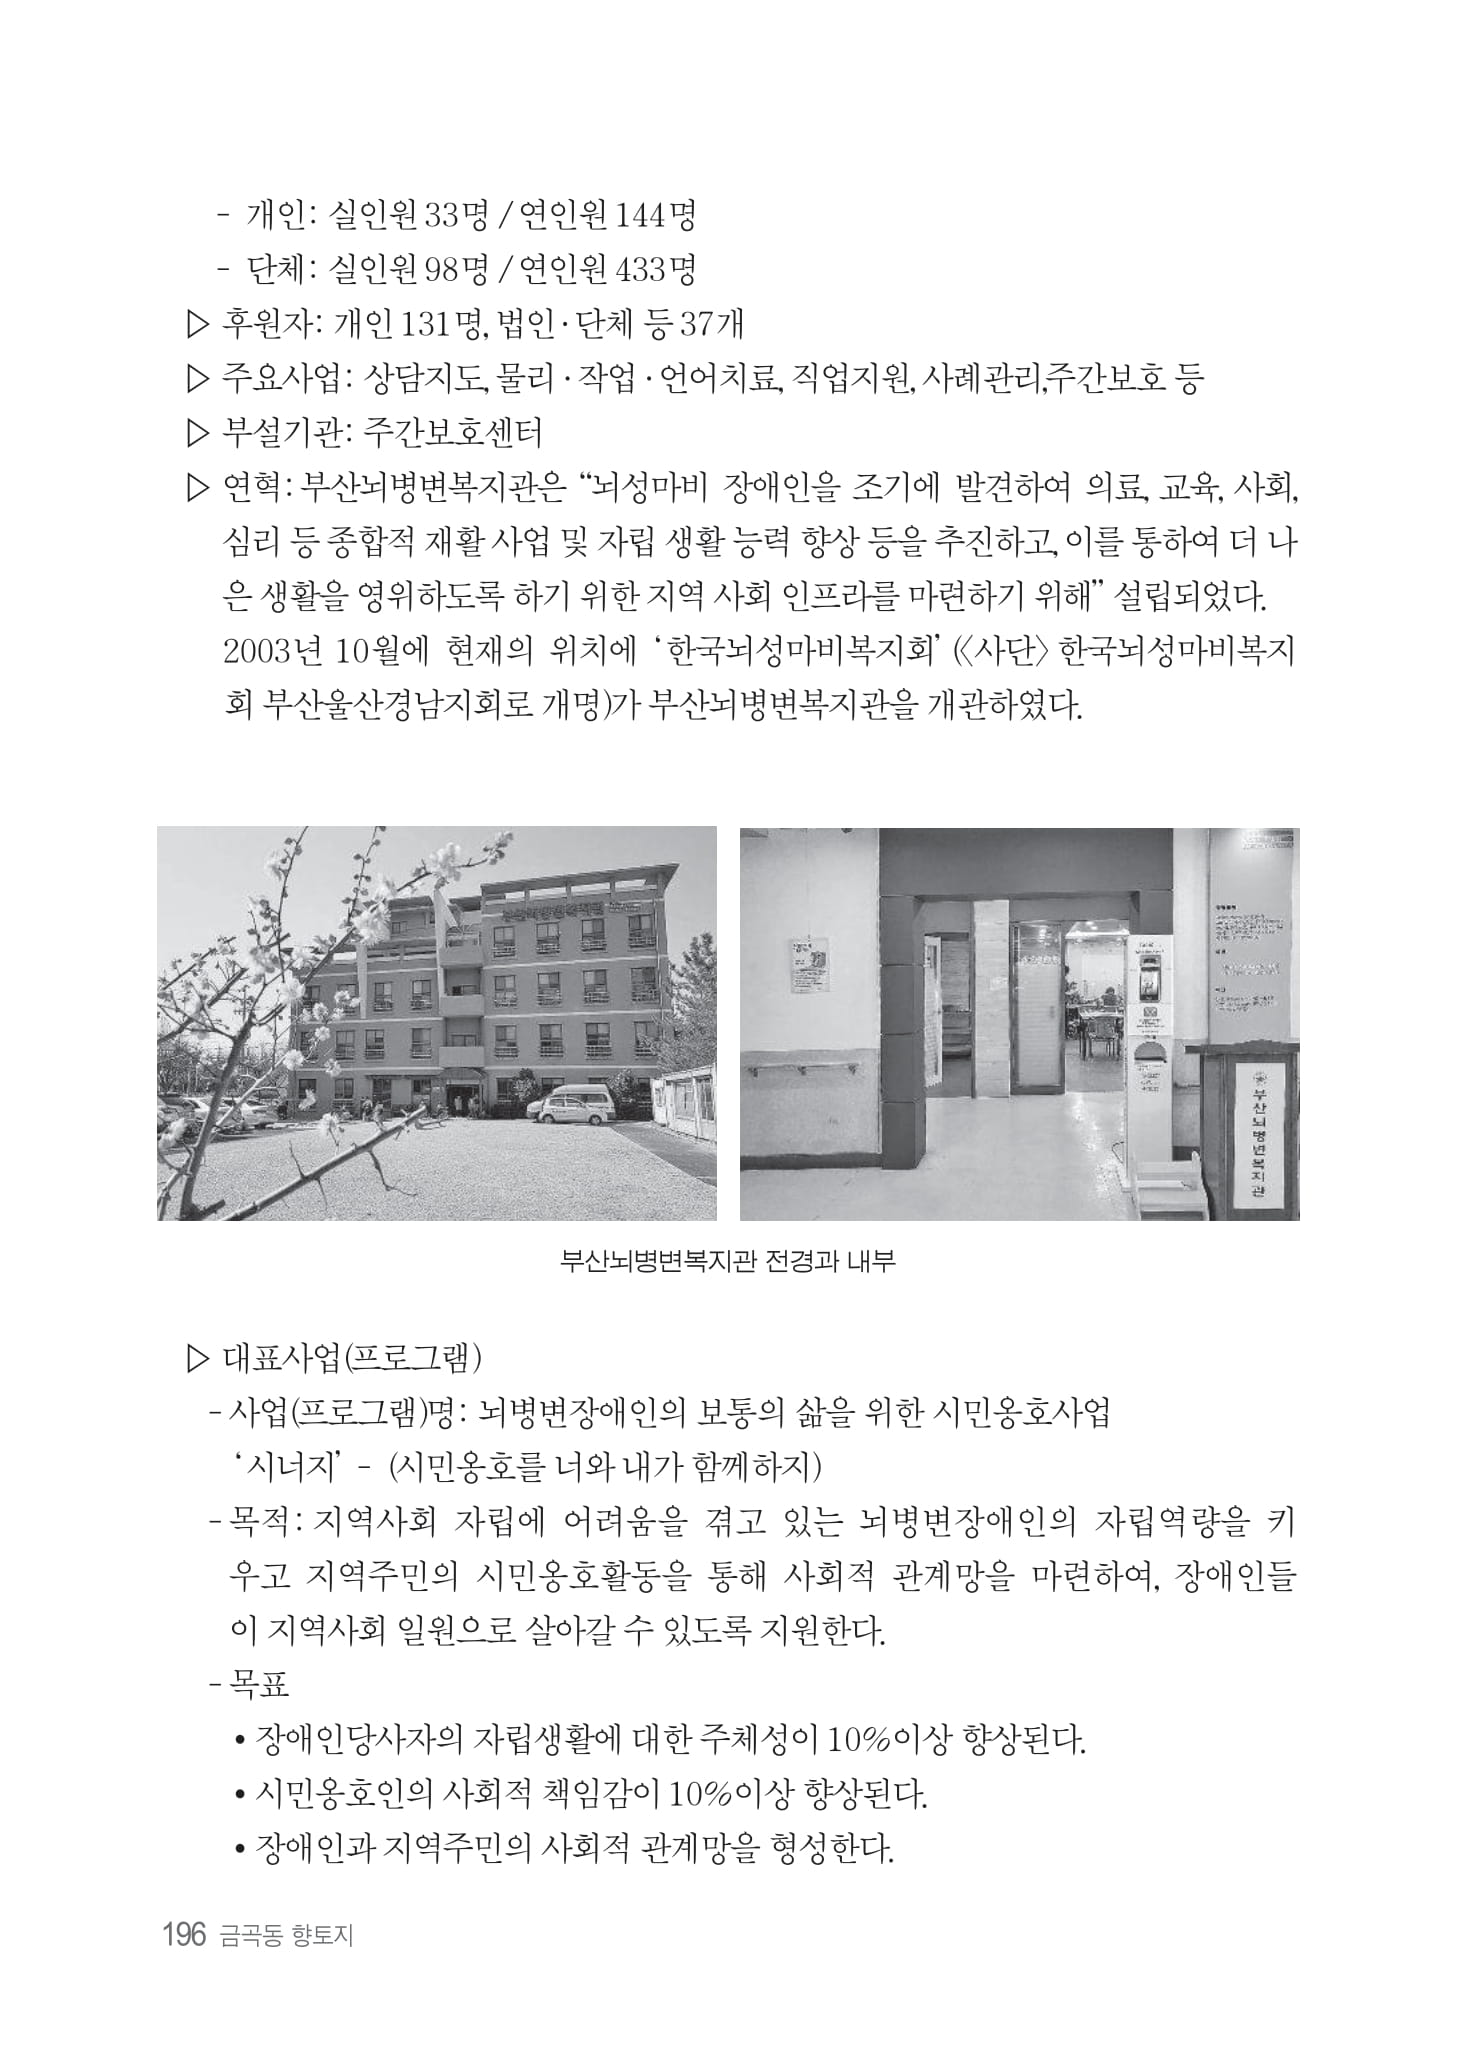 - 개인: 실인원 33명 / 연인원 144명
- 단체: 실인원 98명 / 연인원 433명
▷ 후원자: 개인 131명, 법인·단체 등 37개
▷ 주요사업: 상담지도, 물리·작업·언어치료, 직업지원, 사례관리,주간보호 등
▷ 부설기관: 주간보호센터
▷ 연혁: 부산뇌병변복지관은 “뇌성마비 장애인을 조기에 발견하여 의료, 교육, 사회,
심리 등 종합적 재활 사업 및 자립 생활 능력 향상 등을 추진하고, 이를 통하여 더 나
은 생활을 영위하도록 하기 위한 지역 사회 인프라를 마련하기 위해” 설립되었다.
2003년 10월에 현재의 위치에 ‘한국뇌성마비복지회’(〈사단〉한국뇌성마비복지
회 부산울산경남지회로 개명)가 부산뇌병변복지관을 개관하였다.
부산뇌병변복지관
부산뇌병변복지관 전경과 내부
▷ 대표사업(프로그램)
- 사업(프로그램)명: 뇌병변장애인의 보통의 삶을 위한 시민옹호사업
‘시너지’ - (시민옹호를 너와 내가 함께하지)
- 목적: 지역사회 자립에 어려움을 겪고 있는 뇌병변장애인의 자립역량을 키
우고 지역주민의 시민옹호활동을 통해 사회적 관계망을 마련하여, 장애인들
이 지역사회 일원으로 살아갈 수 있도록 지원한다.
- 목표
• 장애인당사자의 자립생활에 대한 주체성이 10%이상 향상된다.
• 시민옹호인의 사회적 책임감이 10%이상 향상된다.
• 장애인과 지역주민의 사회적 관계망을 형성한다.
196 금곡동 향토지